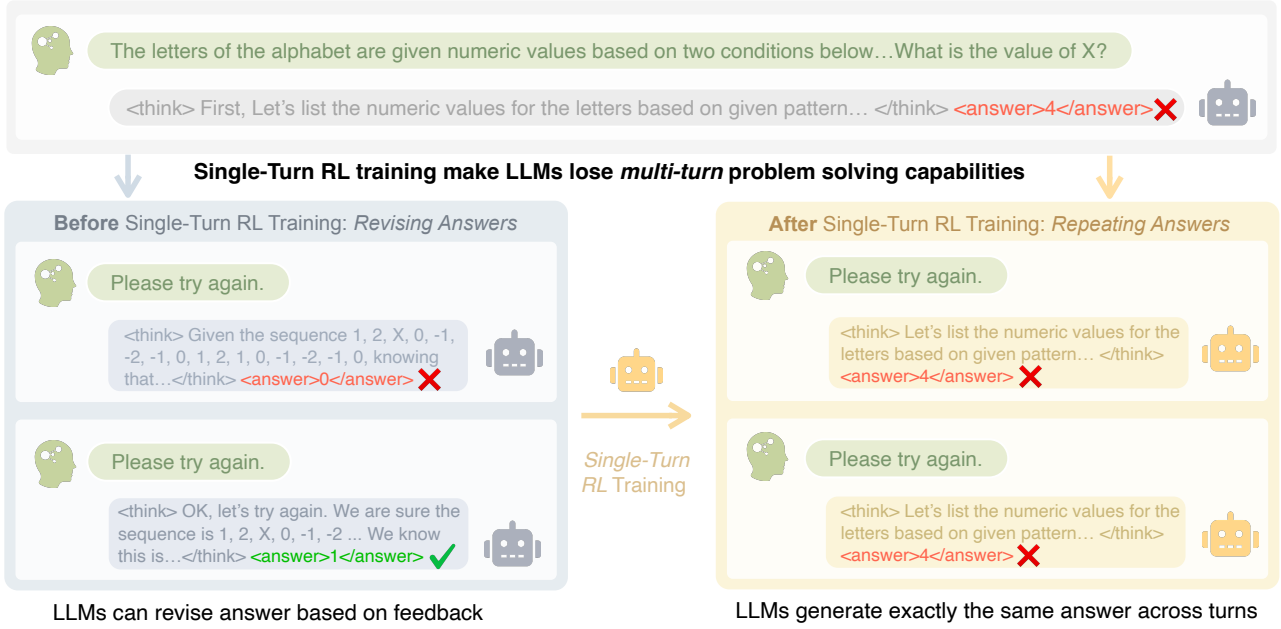 The letters of the alphabet are given numeric values based on two conditions below…What is the value of X?
<think> First, Let's list the numeric values for the letters based on given pattern… </think> <answer>4</answer>
Single-Turn RL training make LLMs lose multi-turn problem solving capabilities
Before Single-Turn RL Training: Revising Answers
Please try again.
<think> Given the sequence 1, 2, X, 0, -1,
-2, -1, 0, 1, 2, 1, 0, -1, -2, -1, 0, knowing
that…</think> <answer>0</answer>
Please try again.
<think> OK, let's try again. We are sure the
sequence is 1, 2, X, 0, -1, -2 ... We know
this is…</think> <answer>1</answer>
LLMs can revise answer based on feedback
Single-Turn
RL Training
After Single-Turn RL Training: Repeating Answers
Please try again.
<think> Let's list the numeric values for the
letters based on given pattern… </think>
<answer>4</answer>
Please try again.
<think> Let's list the numeric values for the
letters based on given pattern… </think>
<answer>4</answer>
LLMs generate exactly the same answer across turns